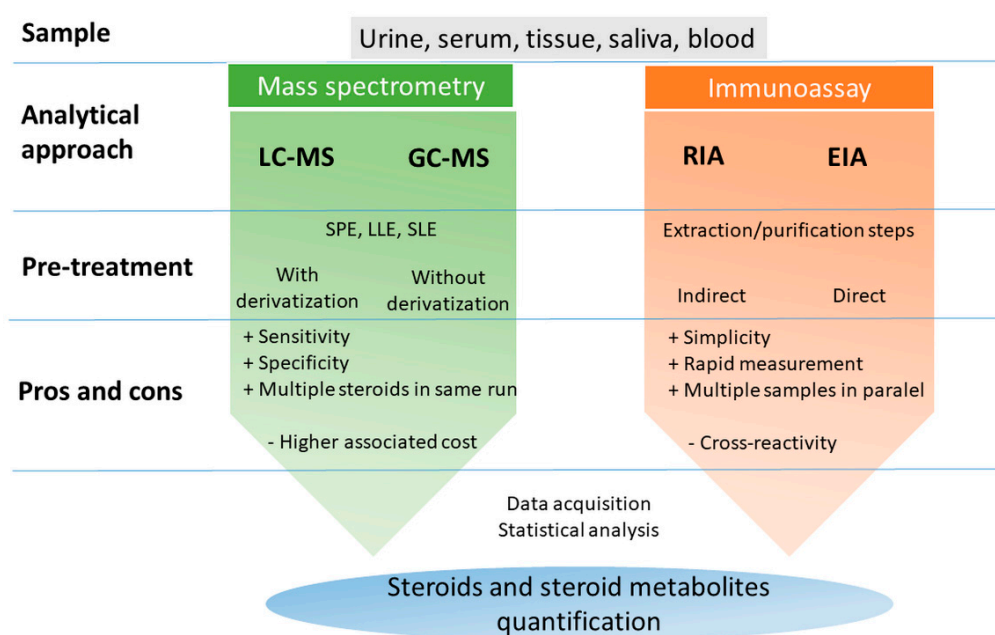 Sample
Urine, serum, tissue, saliva, blood
Mass spectrometry
Immunoassay
Analytical
approach
LC-MS
GC-MS
RIA
EIA
Pre-treatment
SPE, LLE, SLE
With
derivatization
Without
derivatization
Extraction/purification steps
Indirect
Direct
Pros and cons
+ Sensitivity
+ Specificity
+ Multiple steroids in same run
- Higher associated cost
+ Simplicity
+ Rapid measurement
+ Multiple samples in paralel
- Cross-reactivity
Data acquisition
Statistical analysis
Steroids and steroid metabolites
quantification